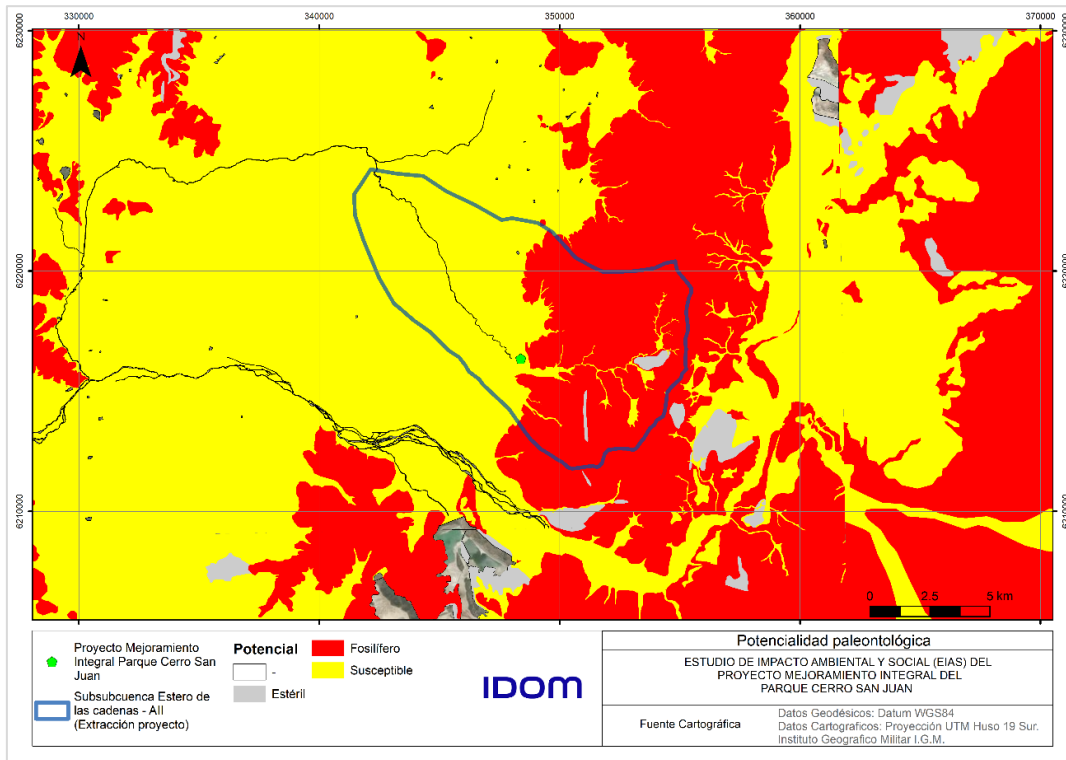 330000 340000 350000 360000 370000
6230000 6230000
N
6220000 6220000
6210000 6210000
0 2.5 5 km
Proyecto Mejoramiento
Integral Parque Cerro San
Juan
Subsubcuenca Estero de
las cadenas - AII
(Extracción proyecto)
Potencial
-
Estéril
Fosilífero
Susceptible
IDOM
Potencialidad paleontológica
ESTUDIO DE IMPACTO AMBIENTAL Y SOCIAL (EIAS) DEL
PROYECTO MEJORAMIENTO INTEGRAL DEL
PARQUE CERRO SAN JUAN
Fuente Cartográfica
Datos Geodésicos: Datum WGS84
Datos Cartograficos: Proyección UTM Huso 19 Sur.
Instituto Geografico Militar I.G.M.